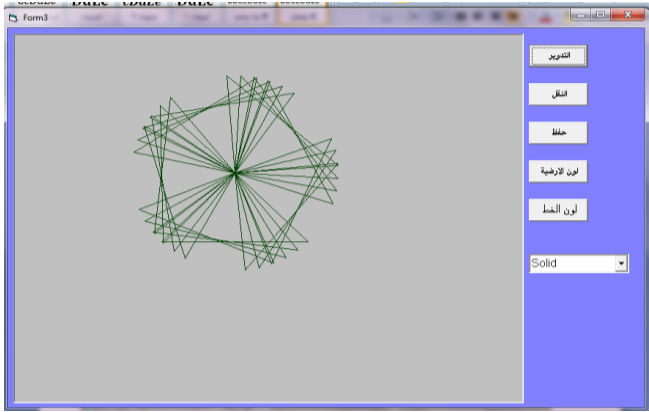 Form3
التدوير
النقل
حفظ
لون الارضية
لون الخط
Solid